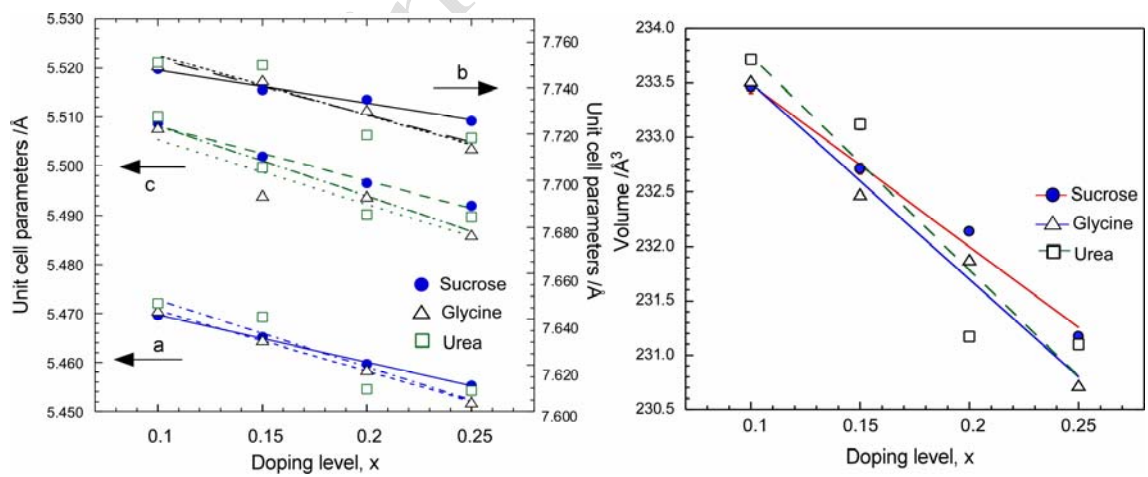 5.530
5.520
5.510
5.500
5.490
5.480
5.470
5.460
5.450
Unit cell parameters /Å
0.1 0.15 0.2 0.25
Doping level, x
7.760
7.740
7.720
7.700
7.680
7.660
7.640
7.620
7.600
Unit cell parameters /Å
b
c
a
Sucrose
Glycine
Urea
234.0
233.5
233.0
232.5
232.0
231.5
231.0
230.5
Volume /Å³
0.1 0.15 0.2 0.25
Doping level, x
Sucrose
Glycine
Urea